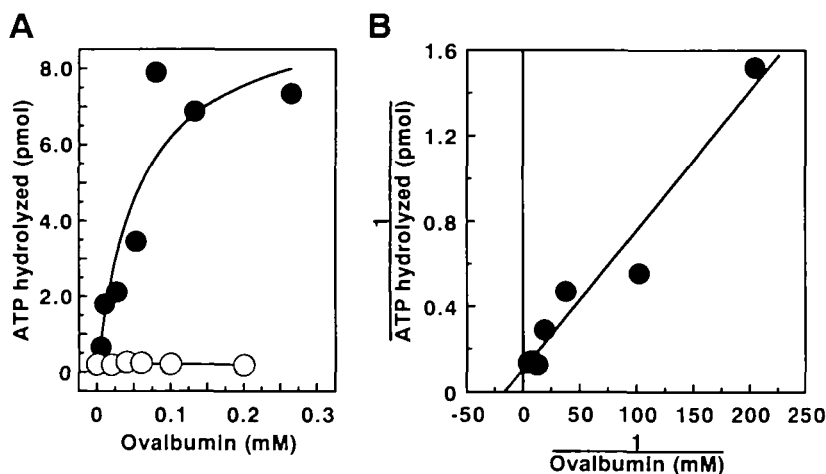 A
ATP hydrolyzed (pmol)
8.0
6.0
4.0
2.0
0
0 0.1 0.2 0.3
Ovalbumin (mM)
B
1
ATP hydrolyzed (pmol)
1.6
1.2
0.8
0.4
0
-50 0 50 100 150 200 250
1
Ovalbumin (mM)